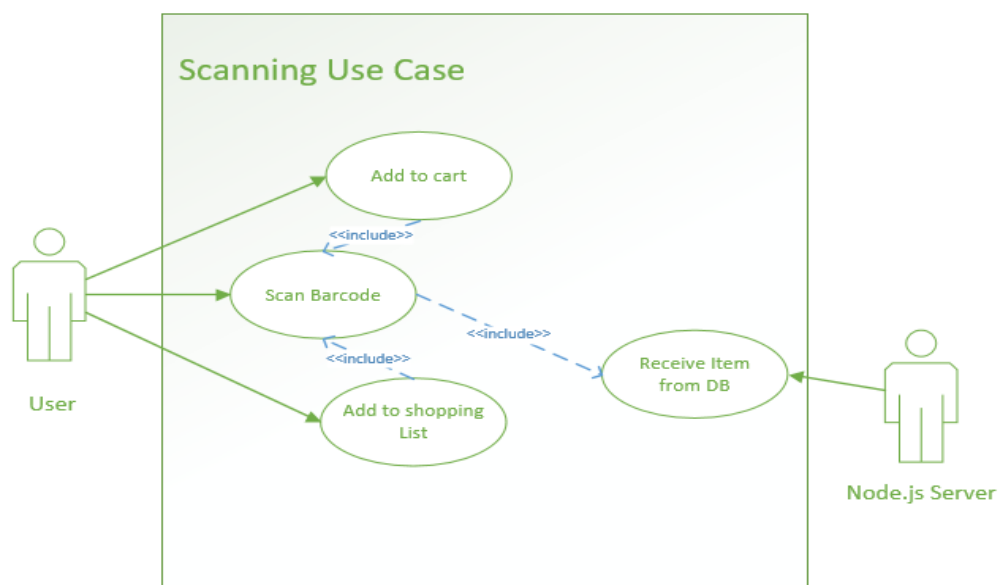 Scanning Use Case
Add to cart
<<include>>
Scan Barcode
<<include>>
<<include>>
Receive Item
from DB
Add to shopping
List
User
Node.js Server